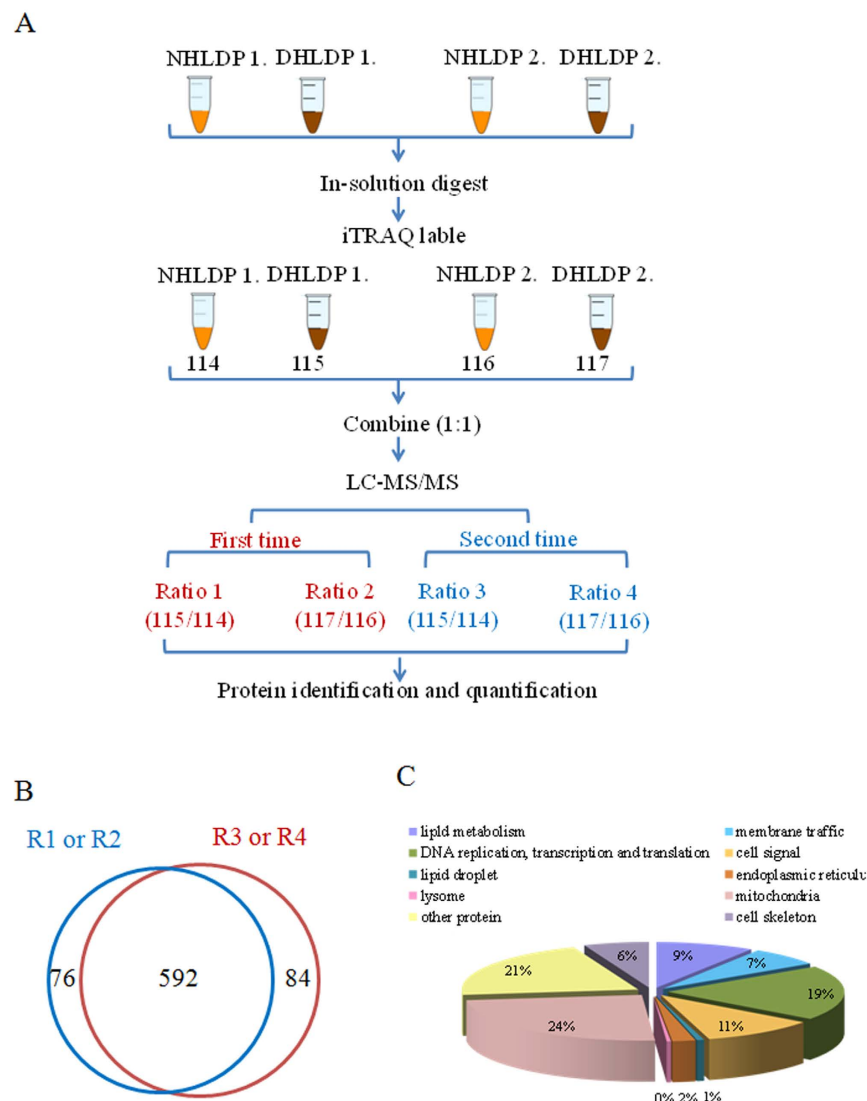 A
NHLDP 1. DHLDP 1. NHLDP 2. DHLDP 2.
In-solution digest
iTRAQ lable
NHLDP 1. DHLDP 1. NHLDP 2. DHLDP 2.
114 115 116 117
Combine (1:1)
LC-MS/MS
First time Second time
Ratio 1 Ratio 2 Ratio 3 Ratio 4
(115/114) (117/116) (115/114) (117/116)
Protein identification and quantification
B
R1 or R2 R3 or R4
76 592 84
C
lipld metabolism membrane traffic
DNA replication, transcription and translation cell signal
lipid droplet endoplasmic reticulu
lysome mitochondria
other protein cell skeleton
6% 9% 7%
21% 19%
24% 11%
0% 2% 1%